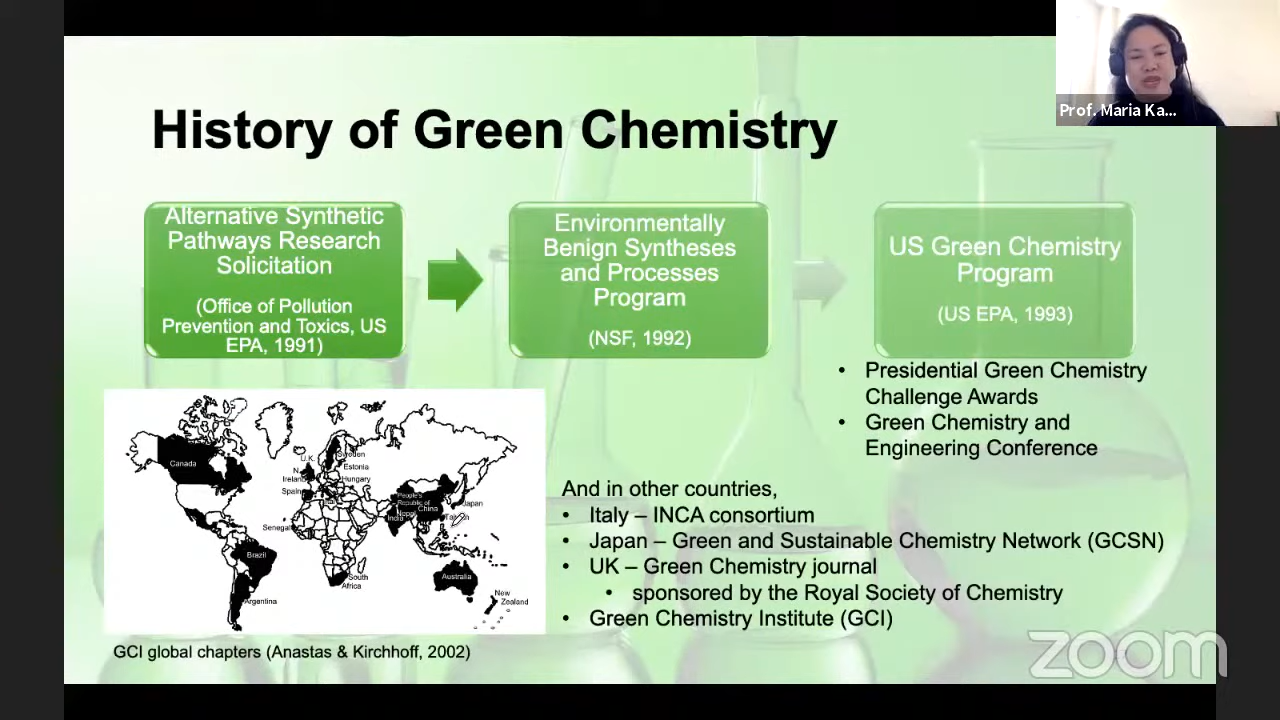 Prof. Maria Ka...
History of Green Chemistry
Alternative Synthetic
Pathways Research
Solicitation
(Office of Pollution
Prevention and Toxics, US
EPA, 1991)
Environmentally
Benign Syntheses
and Processes
Program
(NSF, 1992)
US Green Chemistry
Program
(US EPA, 1993)
• Presidential Green Chemistry
Challenge Awards
• Green Chemistry and
Engineering Conference
Canada
U.K.
N.
Ireland
Sweden
Estonia
Hungary
Spain
Senegal
People's
Republic of
China
Nepal
India
Japan
Brazil
Argentina
South
Africa
Australia
New
Zealand
GCI global chapters (Anastas & Kirchhoff, 2002)
And in other countries,
• Italy – INCA consortium
• Japan – Green and Sustainable Chemistry Network (GCSN)
• UK – Green Chemistry journal
• sponsored by the Royal Society of Chemistry
• Green Chemistry Institute (GCI)
zoom